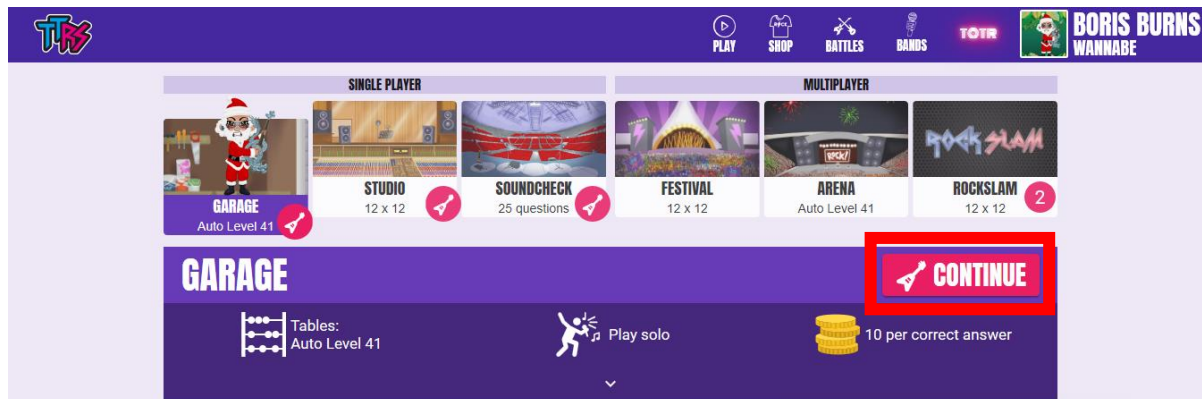 TTRS
PLAY
SHOP
BATTLES
BANDS
TOTR
BORIS BURNS
WANNABE
SINGLE PLAYER
MULTIPLAYER
GARAGE
Auto Level 41
STUDIO
12 x 12
SOUNDCHECK
25 questions
FESTIVAL
12 x 12
ROCK!
ARENA
Auto Level 41
ROCK SLAM
ROCKSLAM
12 x 12
2
GARAGE
CONTINUE
Tables:
Auto Level 41
Play solo
10 per correct answer